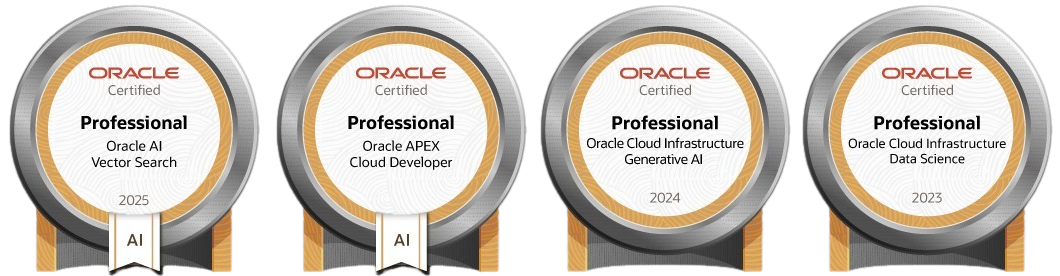 ORACLE
Certified
Professional
Oracle AI
Vector Search
2025
AI
ORACLE
Certified
Professional
Oracle APEX
Cloud Developer
AI
ORACLE
Certified
Professional
Oracle Cloud Infrastructure
Generative AI
2024
ORACLE
Certified
Professional
Oracle Cloud Infrastructure
Data Science
2023